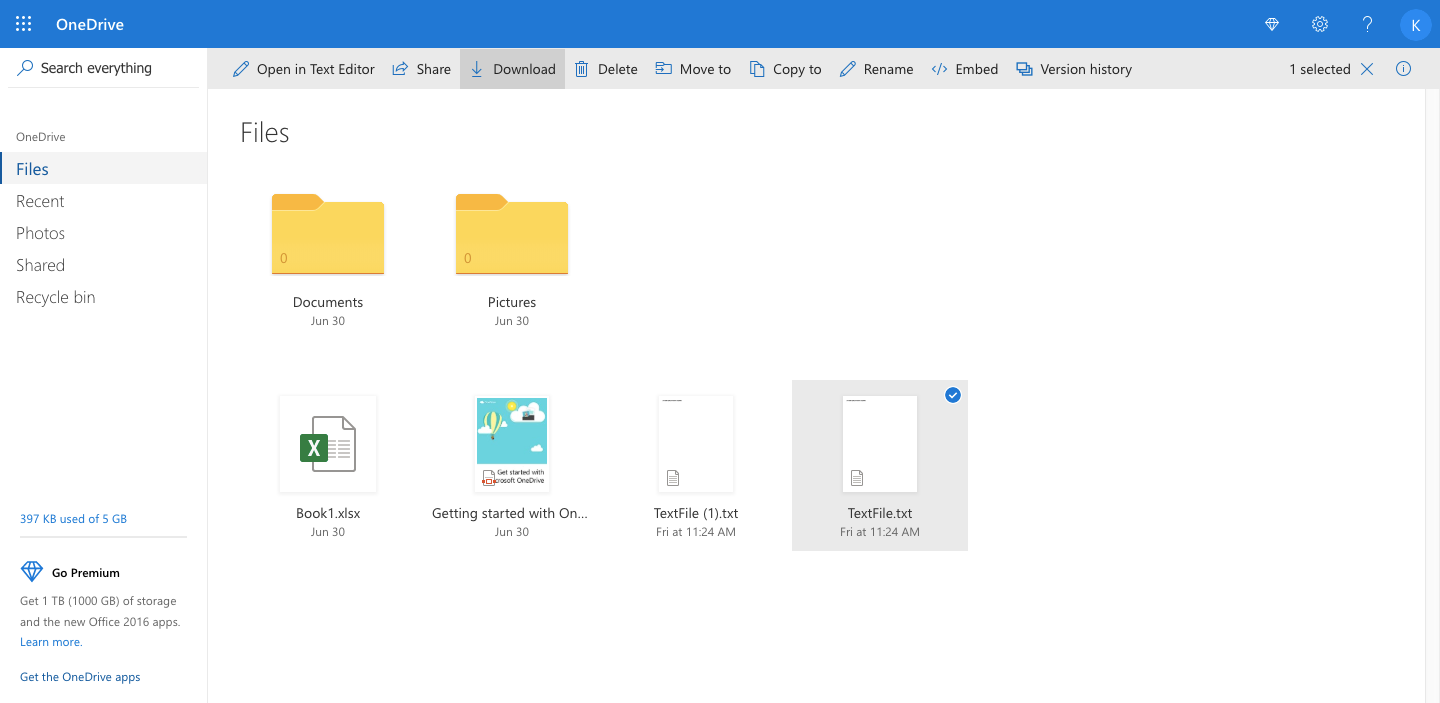 OneDrive
K
Search everything
Open in Text Editor
Share
Download
Delete
Move to
Copy to
Rename
Embed
Version history
1 selected
OneDrive
Files
Recent
Photos
Shared
Recycle bin
397 KB used of 5 GB
Go Premium
Get 1 TB (1000 GB) of storage
and the new Office 2016 apps.
Learn more.
Get the OneDrive apps
Files
0
Documents
Jun 30
0
Pictures
Jun 30
X
Book1.xlsx
Jun 30
Get started with
crosoft OneDrive
Getting started with On...
Jun 30
TextFile (1).txt
Fri at 11:24 AM
TextFile.txt
Fri at 11:24 AM